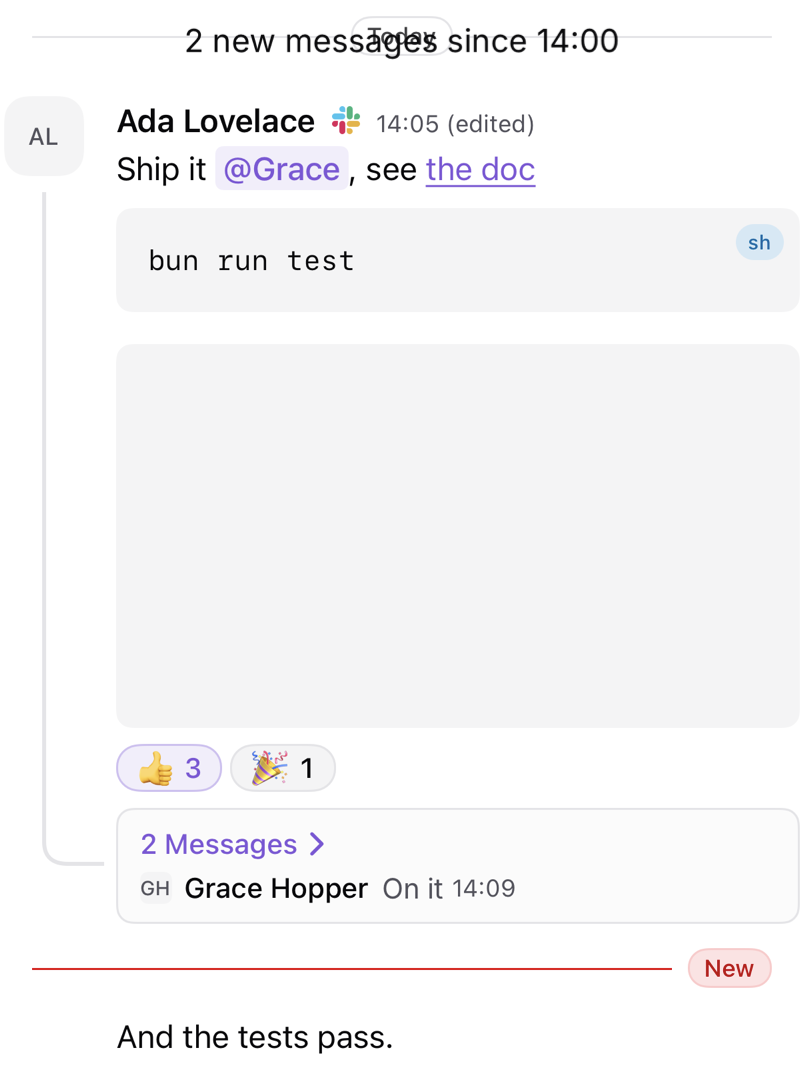 Today
2 new messages since 14:00
AL
Ada Lovelace 14:05 (edited)
Ship it @Grace, see the doc
sh
bun run test
👍 3 🎉 1
2 Messages
GH Grace Hopper On it 14:09
New
And the tests pass.